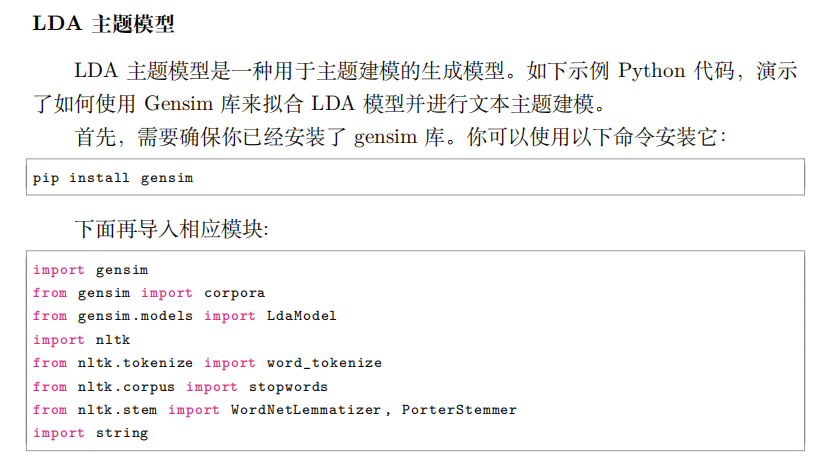 LDA 主题模型
LDA 主题模型是一种用于主题建模的生成模型。如下示例 Python 代码，演示
了如何使用 Gensim 库来拟合 LDA 模型并进行文本主题建模。
首先，需要确保你已经安装了 gensim 库。你可以使用以下命令安装它：
pip install gensim
下面再导入相应模块:
import gensim
from gensim import corpora
from gensim.models import LdaModel
import nltk
from nltk.tokenize import word_tokenize
from nltk.corpus import stopwords
from nltk.stem import WordNetLemmatizer, PorterStemmer
import string